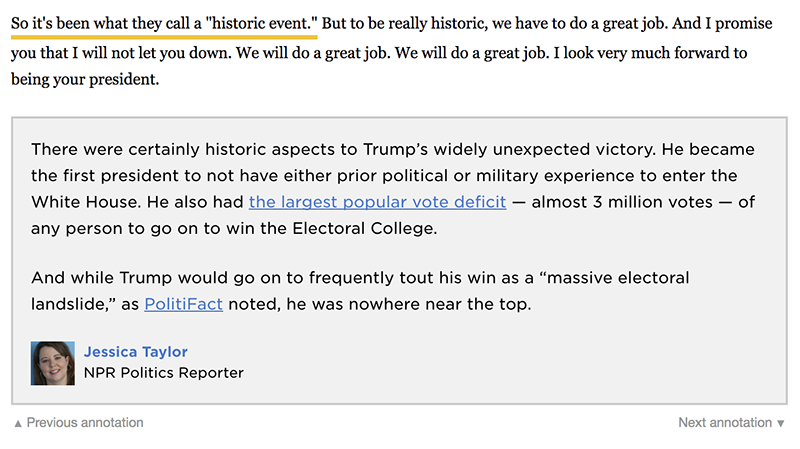 So it's been what they call a "historic event." But to be really historic, we have to do a great job. And I promise
you that I will not let you down. We will do a great job. We will do a great job. I look very much forward to
being your president.
There were certainly historic aspects to Trump’s widely unexpected victory. He became
the first president to not have either prior political or military experience to enter the
White House. He also had the largest popular vote deficit — almost 3 million votes — of
any person to go on to win the Electoral College.
And while Trump would go on to frequently tout his win as a “massive electoral
landslide,” as PolitiFact noted, he was nowhere near the top.
Jessica Taylor
NPR Politics Reporter
▲ Previous annotation
Next annotation ▼